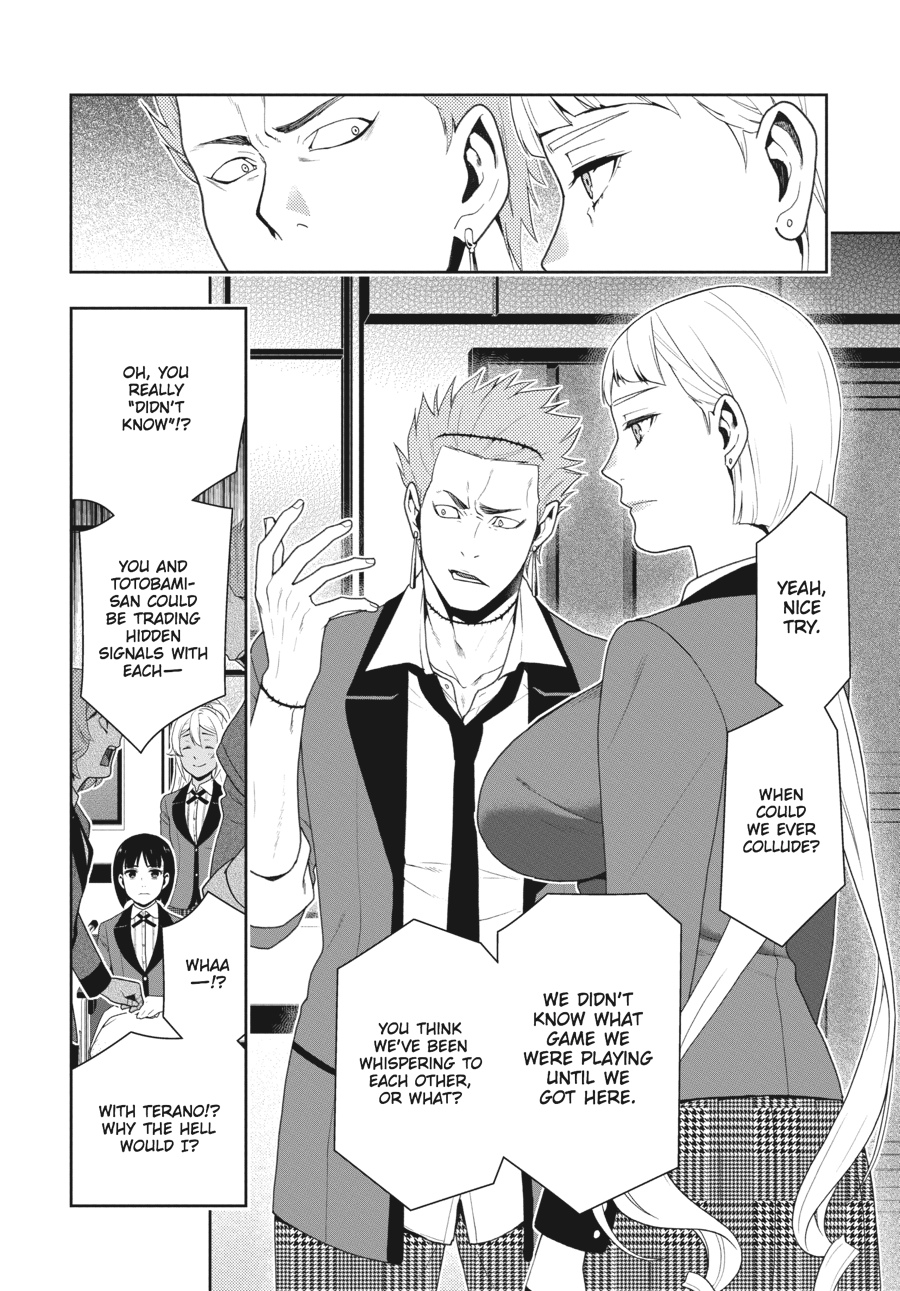 YEAH,
NICE
TRY.
WHEN
COULD
WE EVER
COLLUDE?
WE DIDN'T
KNOW WHAT
GAME WE
WERE PLAYING
UNTIL WE
GOT HERE.
YOU THINK
WE'VE BEEN
WHISPERING TO
EACH OTHER,
OR WHAT?
OH, YOU
REALLY
"DIDN'T
KNOW"!?
YOU AND
TOTOBAMI-
SAN COULD
BE TRADING
HIDDEN
SIGNALS WITH
EACH—
WHAA
—!?
WITH TERANO!?
WHY THE HELL
WOULD I?